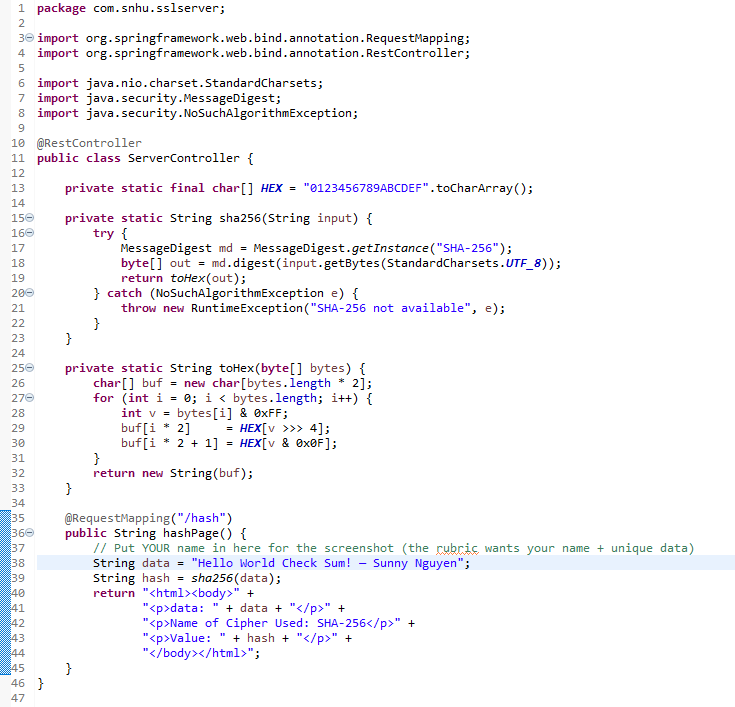 1 package com.snhu.sslserver;
2
3 import org.springframework.web.bind.annotation.RequestMapping;
4 import org.springframework.web.bind.annotation.RestController;
5
6 import java.nio.charset.StandardCharsets;
7 import java.security.MessageDigest;
8 import java.security.NoSuchAlgorithmException;
9
10 @RestController
11 public class ServerController {
12
13     private static final char[] HEX = "0123456789ABCDEF".toCharArray();
14
15     private static String sha256(String input) {
16         try {
17             MessageDigest md = MessageDigest.getInstance("SHA-256");
18             byte[] out = md.digest(input.getBytes(StandardCharsets.UTF_8));
19             return toHex(out);
20         } catch (NoSuchAlgorithmException e) {
21             throw new RuntimeException("SHA-256 not available", e);
22         }
23     }
24
25     private static String toHex(byte[] bytes) {
26         char[] buf = new char[bytes.length * 2];
27         for (int i = 0; i < bytes.length; i++) {
28             int v = bytes[i] & 0xFF;
29             buf[i * 2]     = HEX[v >>> 4];
30             buf[i * 2 + 1] = HEX[v & 0x0F];
31         }
32         return new String(buf);
33     }
34
35     @RequestMapping("/hash")
36     public String hashPage() {
37         // Put YOUR name in here for the screenshot (the rubric wants your name + unique data)
38         String data = "Hello World Check Sum! – Sunny Nguyen";
39         String hash = sha256(data);
40         return "<html><body>" +
41                "<p>data: " + data + "</p>" +
42                "<p>Name of Cipher Used: SHA-256</p>" +
43                "<p>Value: " + hash + "</p>" +
44                "</body></html>";
45     }
46 }
47